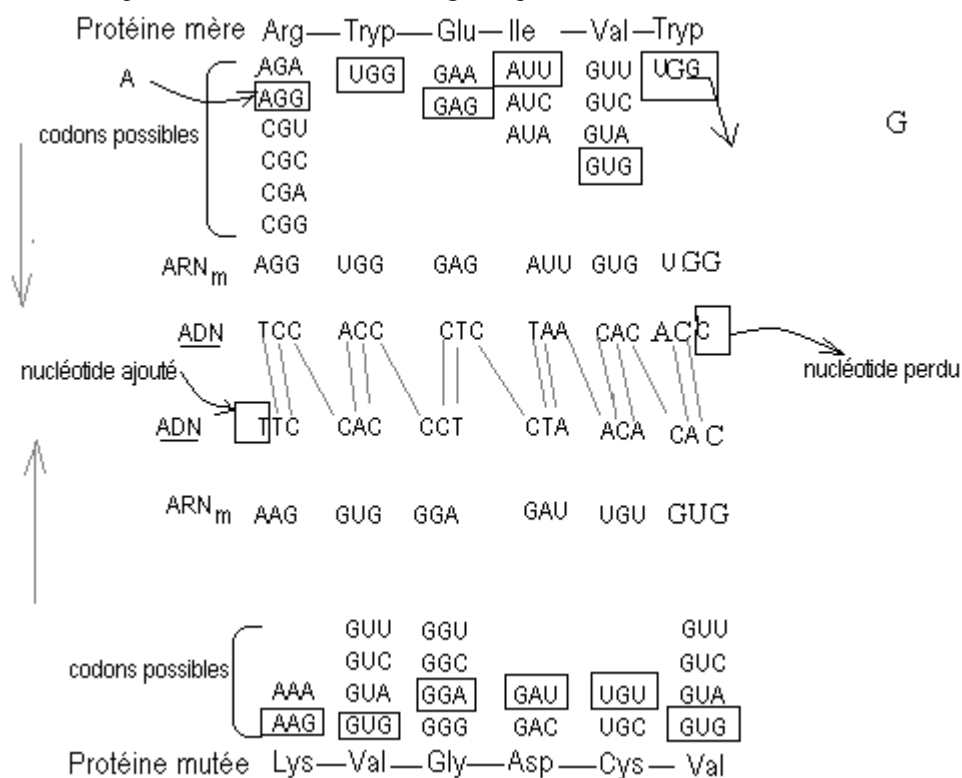 Protéine mère Arg—Tryp—Glu—Ile—Val—Tryp
AGA UGG GAA AUU GUU UGG
A AGG GAG AUC GUC G
codons possibles CGU AUA GUA
CGC GUG
CGA
CGG
ARNm AGG UGG GAG AUU GUG UGG
ADN TCC ACC CTC TAA CAC ACC
nucléotide ajouté nucléotide perdu
ADN TTC CAC CCT CTA ACA CAC
ARNm AAG GUG GGA GAU UGU GUG
GUU GGU GUU
codons possibles GUC GGC GUC
AAA GUA GGA GAU UGU GUA
AAG GUG GGG GAC UGC GUG
Protéine mutée Lys—Val—Gly—Asp—Cys—Val